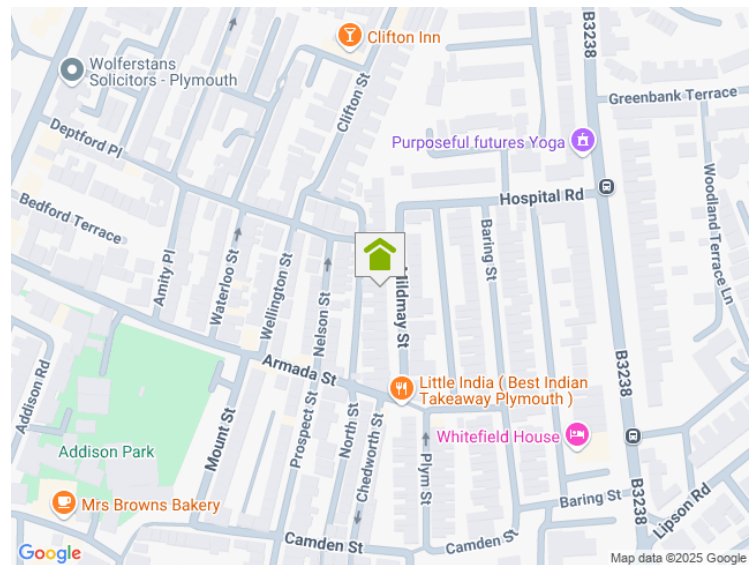 Clifton Inn
B3238
Wolferstans
Solicitors - Plymouth
Clifton St
Greenbank Terrace
Deptford Pl
Purposeful futures Yoga
Woodland Terrace Ln
Hospital Rd
Bedford Terrace
Amity Pl
Waterloo St
Wellington St
Nelson St
Mildmay St
Baring St
Armada St
B3238
Little India ( Best Indian
Takeaway Plymouth )
Addison Rd
Addison Park
Mount St
Prospect St
North St
Chedworth St
Plym St
Whitefield House
Mrs Browns Bakery
Baring St
B3238
Lipson Rd
Camden St
Camden St
Google
Map data ©2025 Google